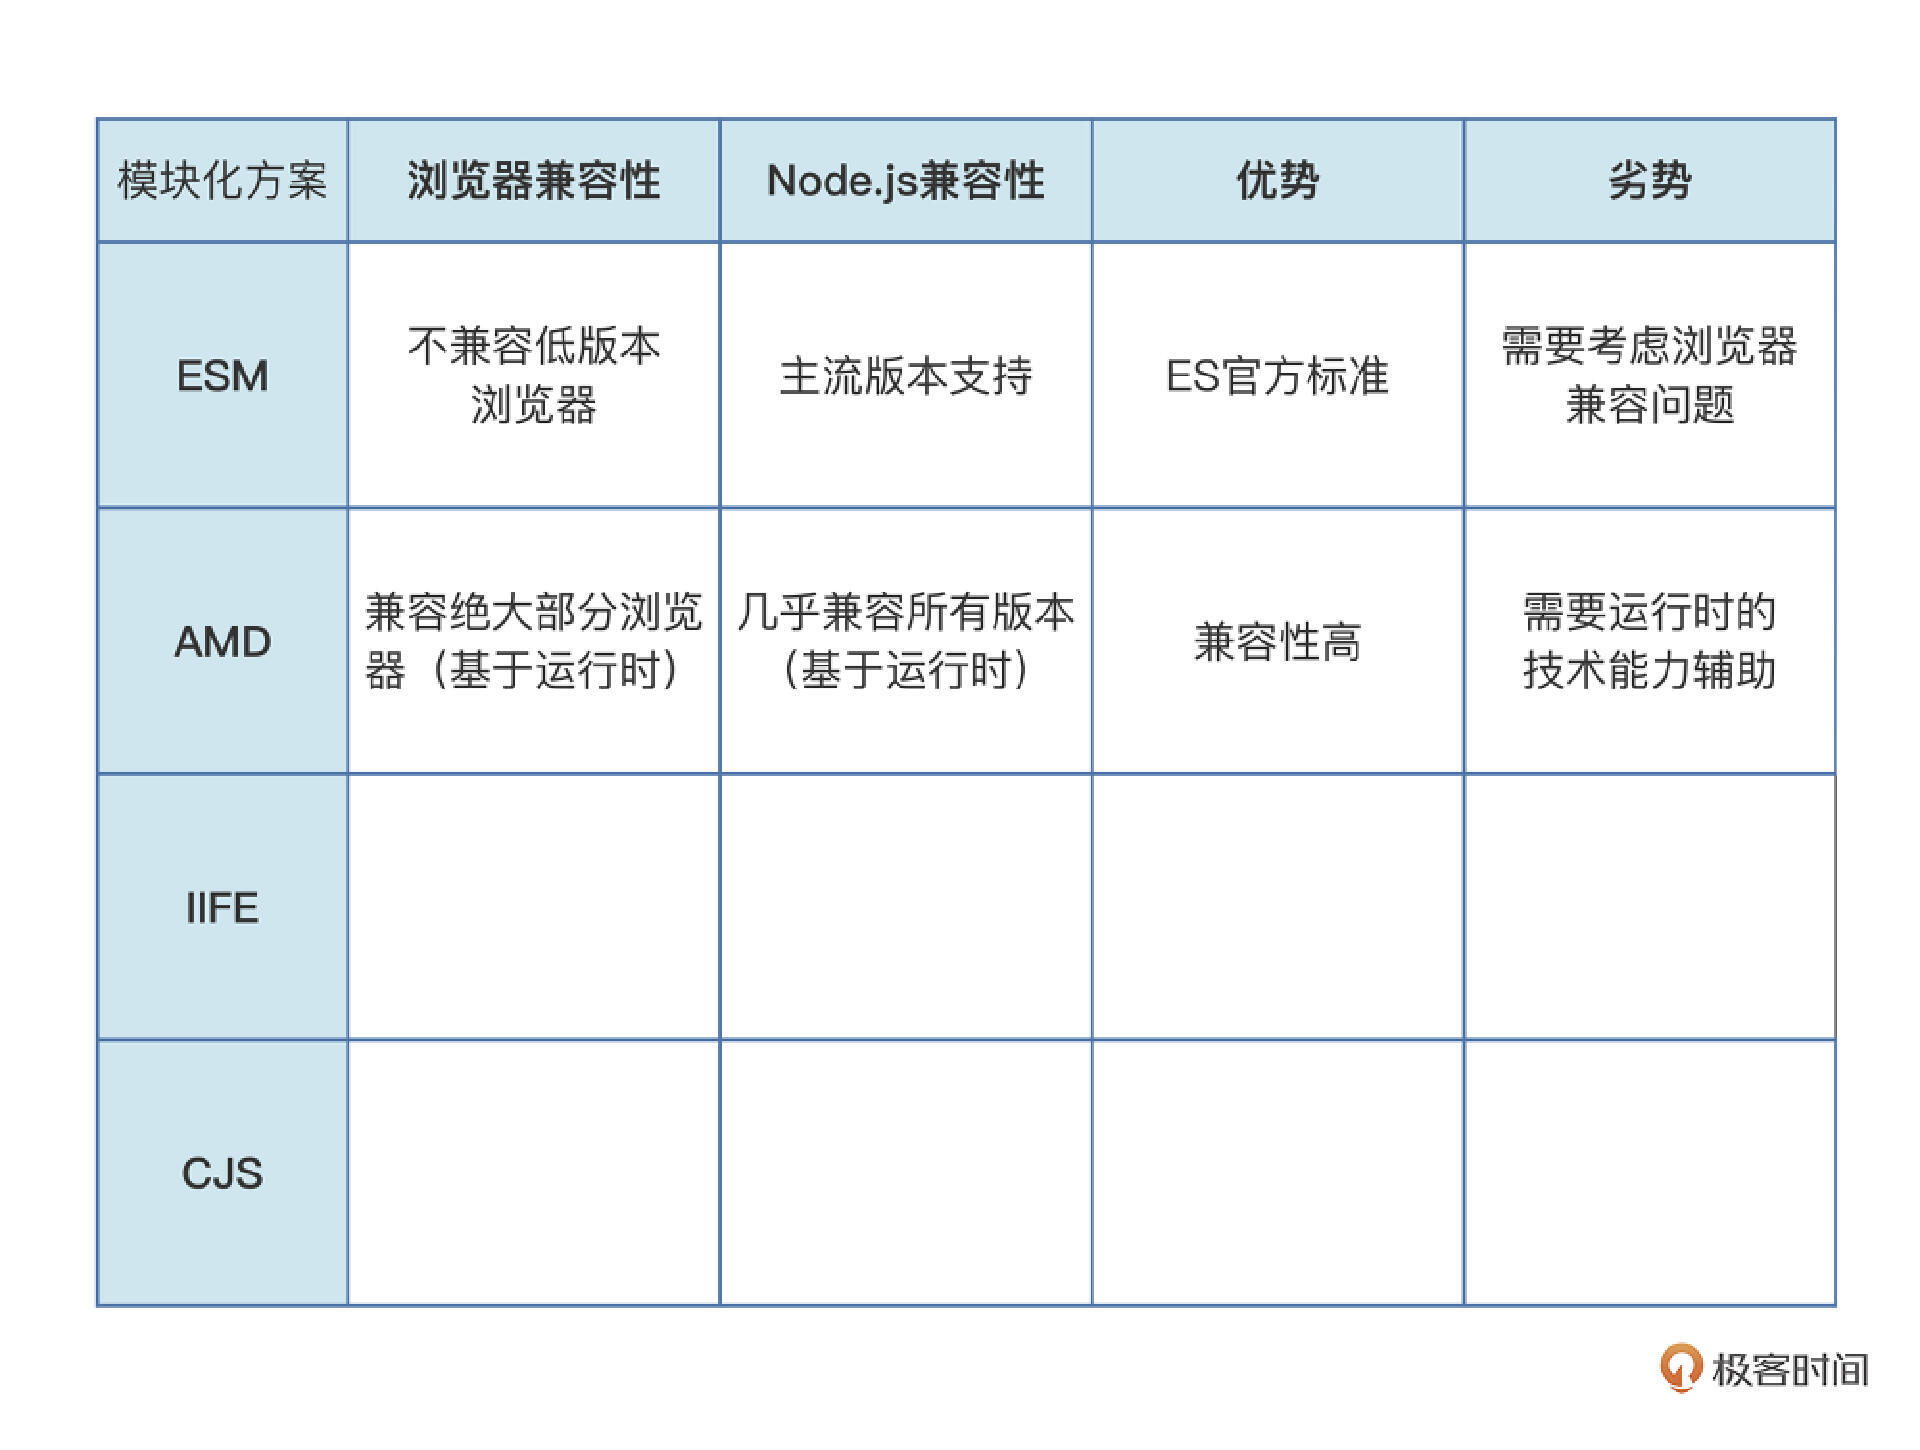 模块化方案 浏览器兼容性 Node.js兼容性 优势 劣势
ESM
不兼容低版本
浏览器
主流版本支持
ES官方标准
需要考虑浏览器
兼容问题
AMD
兼容绝大部分浏览
器（基于运行时）
几乎兼容所有版本
（基于运行时）
兼容性高
需要运行时的
技术能力辅助
IIFE
CJS
极客时间